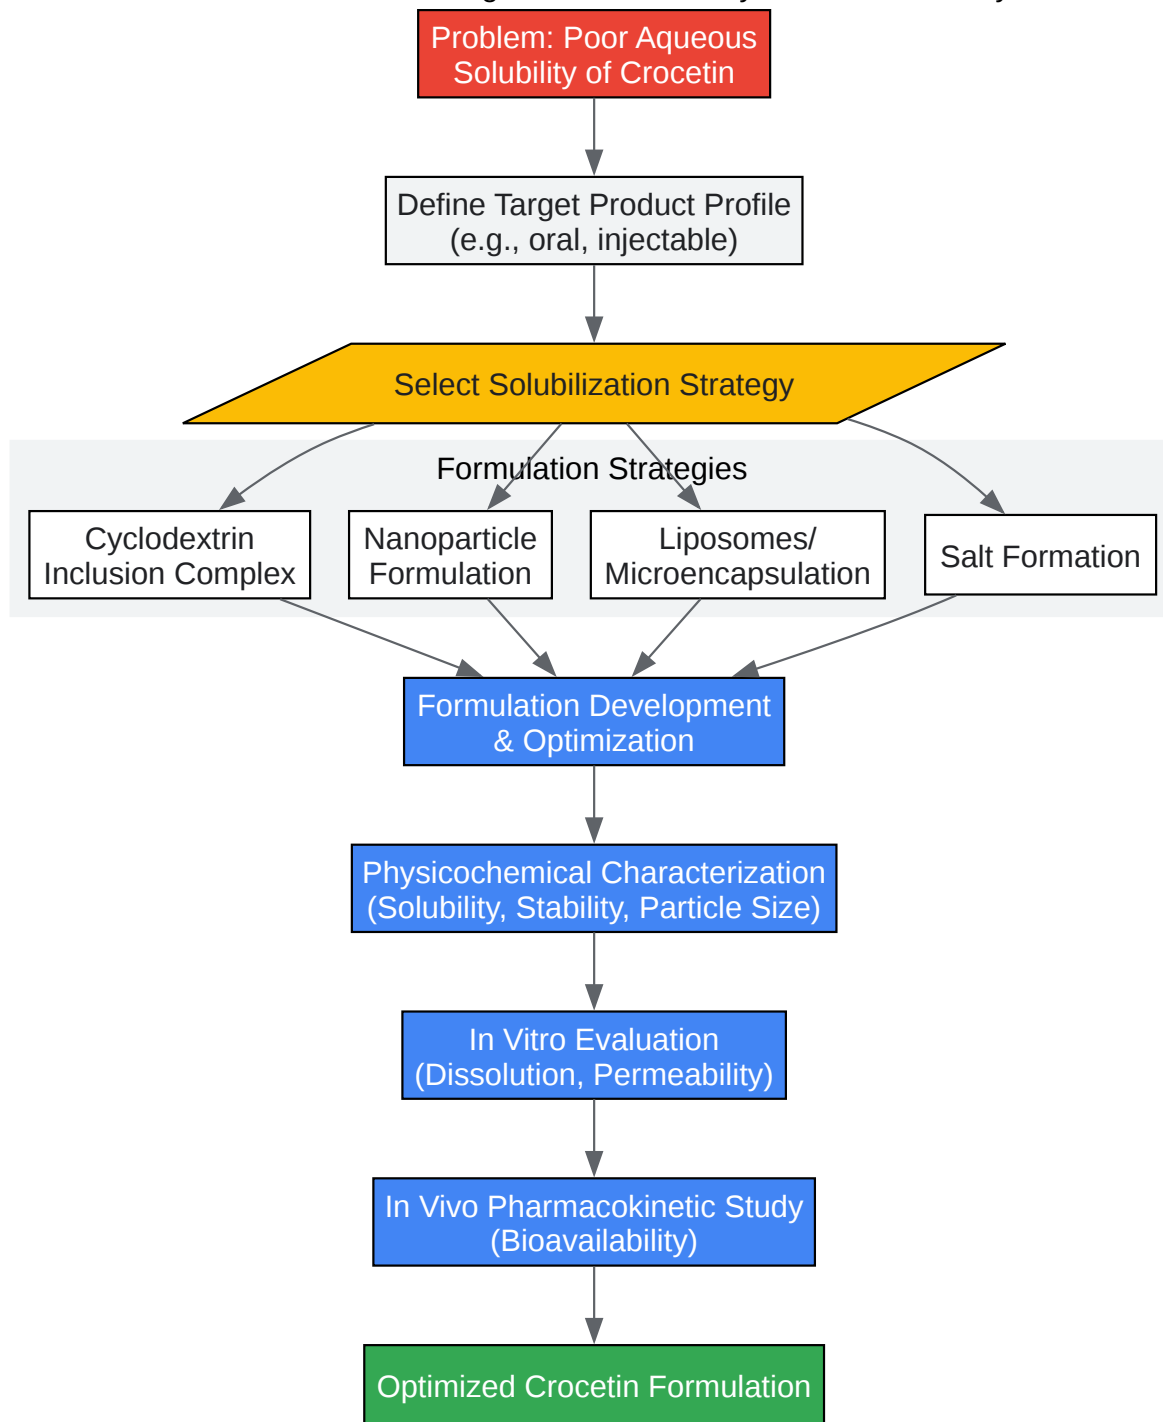 Problem: Poor Aqueous
Solubility of Crocetin
Define Target Product Profile
(e.g., oral, injectable)
Select Solubilization Strategy
Formulation Strategies
Cyclodextrin
Inclusion Complex
Nanoparticle
Formulation
Liposomes/
Microencapsulation
Salt Formation
Formulation Development
& Optimization
Physicochemical Characterization
(Solubility, Stability, Particle Size)
In Vitro Evaluation
(Dissolution, Permeability)
In Vivo Pharmacokinetic Study
(Bioavailability)
Optimized Crocetin Formulation